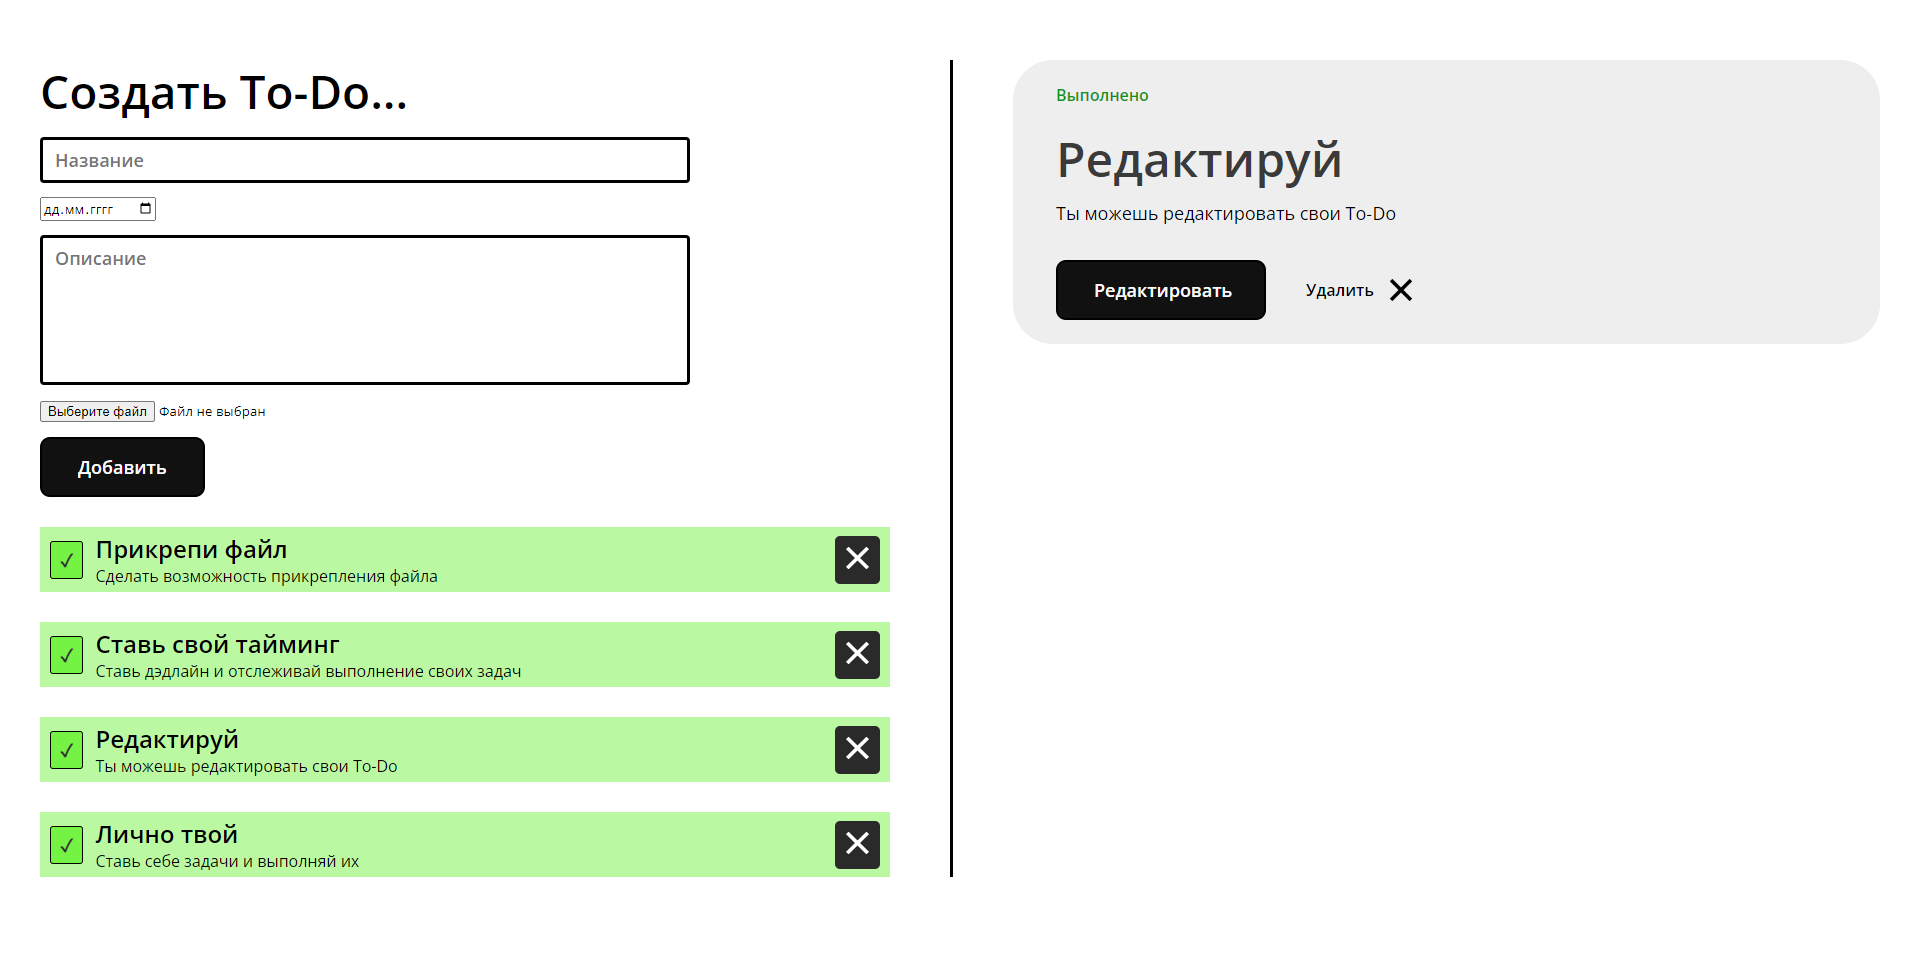 Создать To-Do...
Название
дд.мм.гггг
Описание
Выберите файл Файл не выбран
Добавить
Прикрепи файл
Сделать возможность прикрепления файла
Ставь свой тайминг
Ставь дэдлайн и отслеживай выполнение своих задач
Редактируй
Ты можешь редактировать свои To-Do
Лично твой
Ставь себе задачи и выполняй их
Выполнено
Редактируй
Ты можешь редактировать свои To-Do
Редактировать Удалить